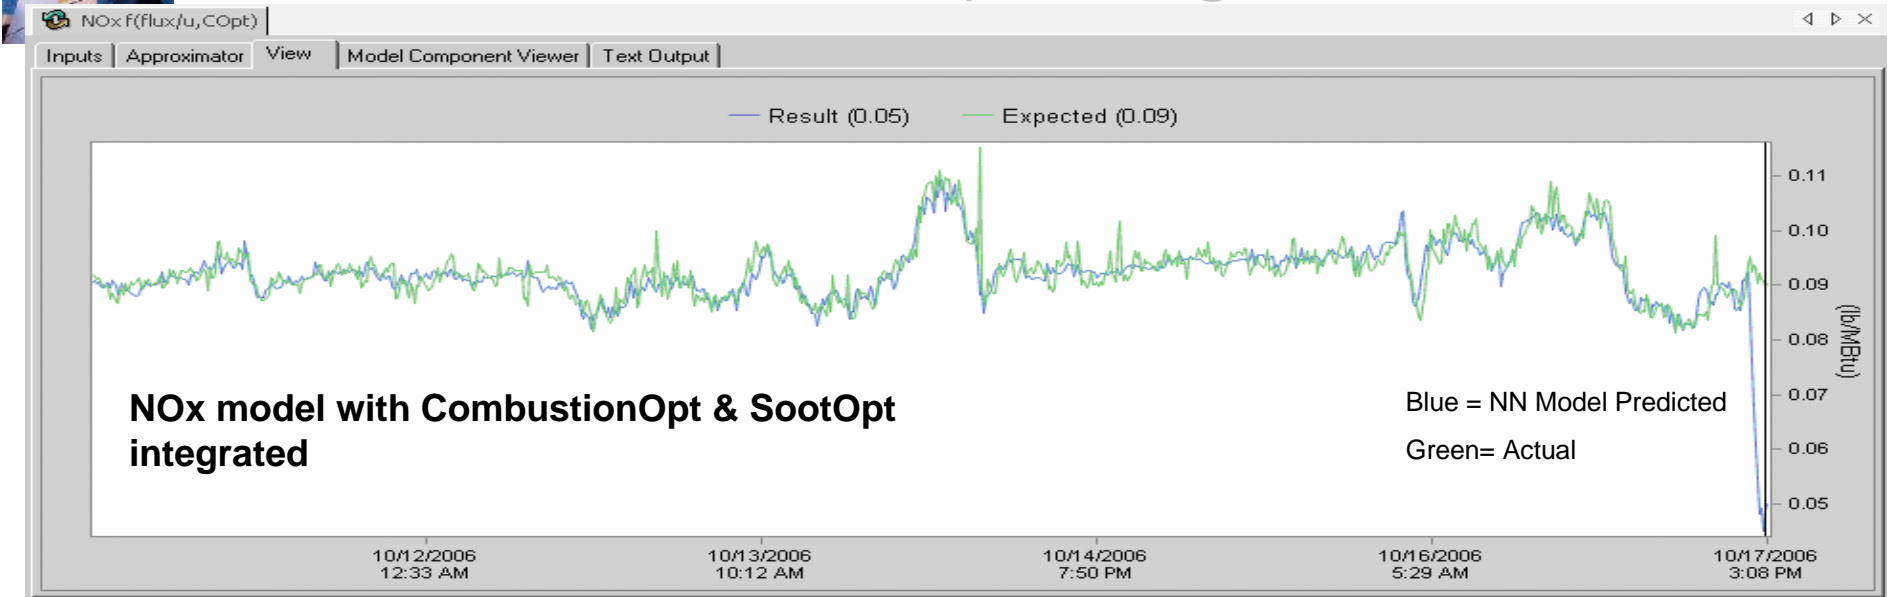 NOx f(flux/u,COpt)
Inputs Approximator View Model Component Viewer Text Output
Result (0.05) Expected (0.09)
0.11
0.10
0.09
0.08
0.07
0.06
0.05
(lb/MBtu)
NOx model with CombustionOpt & SootOpt
integrated
Blue = NN Model Predicted
Green= Actual
10/12/2006 10/13/2006 10/14/2006 10/16/2006 10/17/2006
12:33 AM 10:12 AM 7:50 PM 5:29 AM 3:08 PM